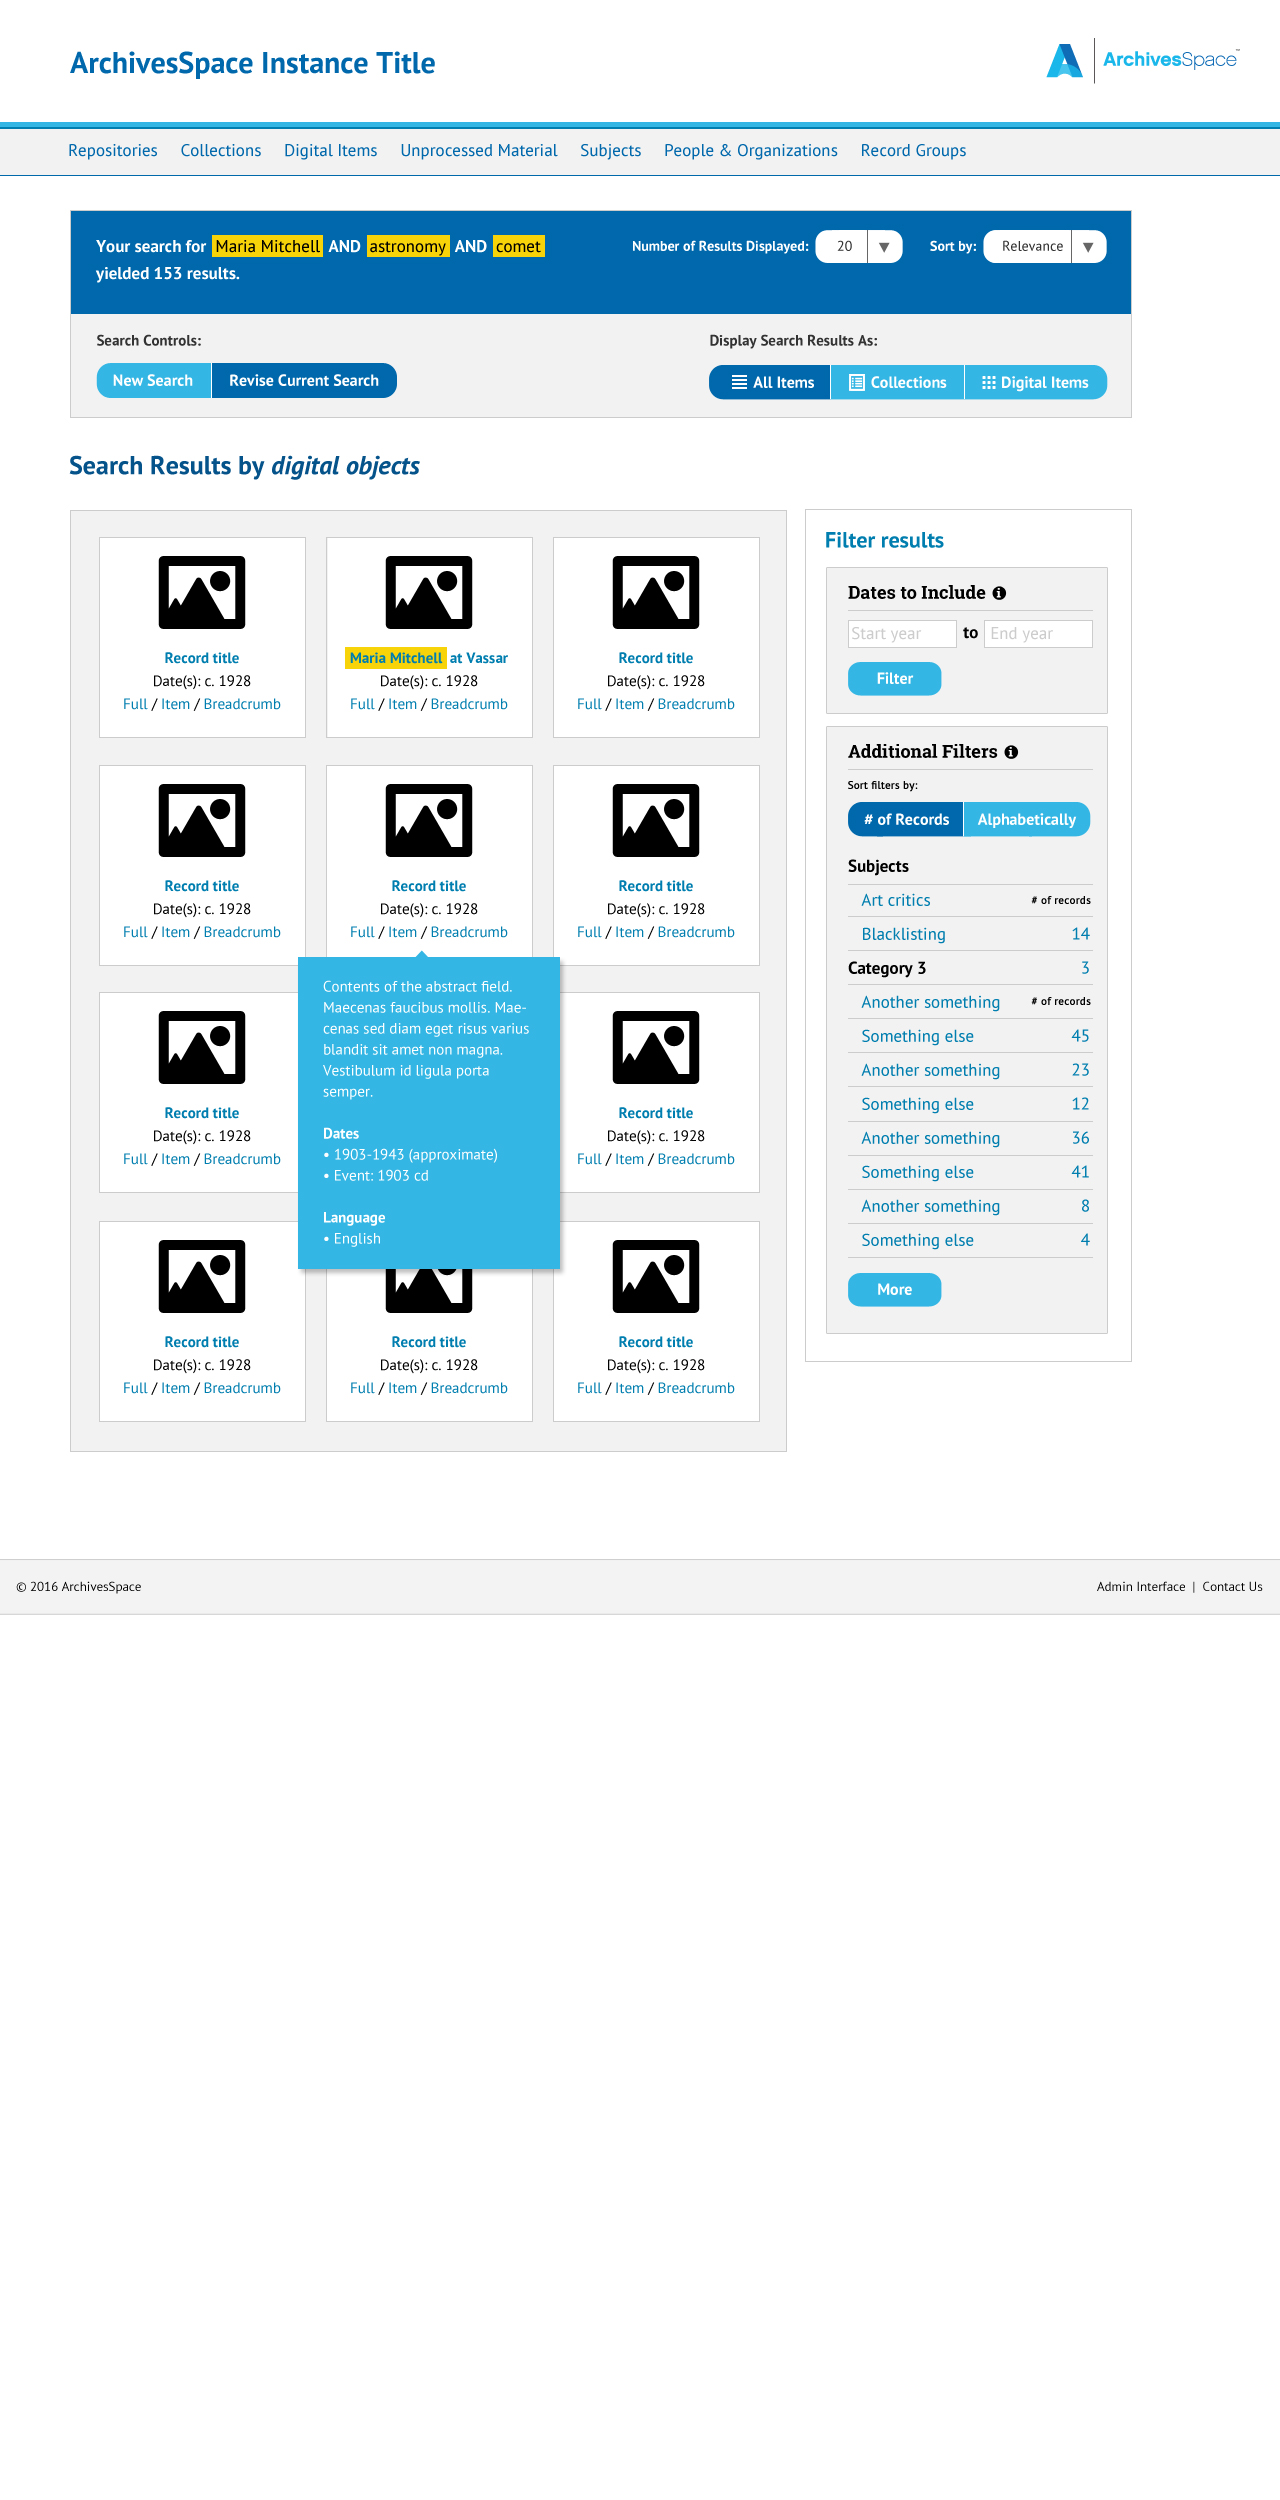 ArchivesSpace Instance Title
ArchivesSpace™
Repositories Collections Digital Items Unprocessed Material Subjects People & Organizations Record Groups
Your search for Maria Mitchell AND astronomy AND comet
yielded 153 results.
Number of Results Displayed: 20 ▼ Sort by: Relevance ▼
Search Controls:
New Search Revise Current Search
Display Search Results As:
All Items Collections Digital Items
Search Results by digital objects
Record title
Date(s): c. 1928
Full / Item / Breadcrumb
Maria Mitchell at Vassar
Date(s): c. 1928
Full / Item / Breadcrumb
Record title
Date(s): c. 1928
Full / Item / Breadcrumb
Record title
Date(s): c. 1928
Full / Item / Breadcrumb
Record title
Date(s): c. 1928
Full / Item / Breadcrumb
Record title
Date(s): c. 1928
Full / Item / Breadcrumb
Record title
Date(s): c. 1928
Full / Item / Breadcrumb
Contents of the abstract field.
Maecenas faucibus mollis. Mae-
cenas sed diam eget risus varius
blandit sit amet non magna.
Vestibulum id ligula porta
semper.
Dates
• 1903-1943 (approximate)
• Event: 1903 cd
Language
• English
Record title
Date(s): c. 1928
Full / Item / Breadcrumb
Record title
Date(s): c. 1928
Full / Item / Breadcrumb
Record title
Date(s): c. 1928
Full / Item / Breadcrumb
Record title
Date(s): c. 1928
Full / Item / Breadcrumb
Filter results
Dates to Include
Start year to End year
Filter
Additional Filters
Sort filters by:
# of Records Alphabetically
Subjects
Art critics # of records
Blacklisting 14
Category 3 3
Another something # of records
Something else 45
Another something 23
Something else 12
Another something 36
Something else 41
Another something 8
Something else 4
More
© 2016 ArchivesSpace
Admin Interface | Contact Us